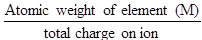 Atomic weight of element (M)
total charge on ion